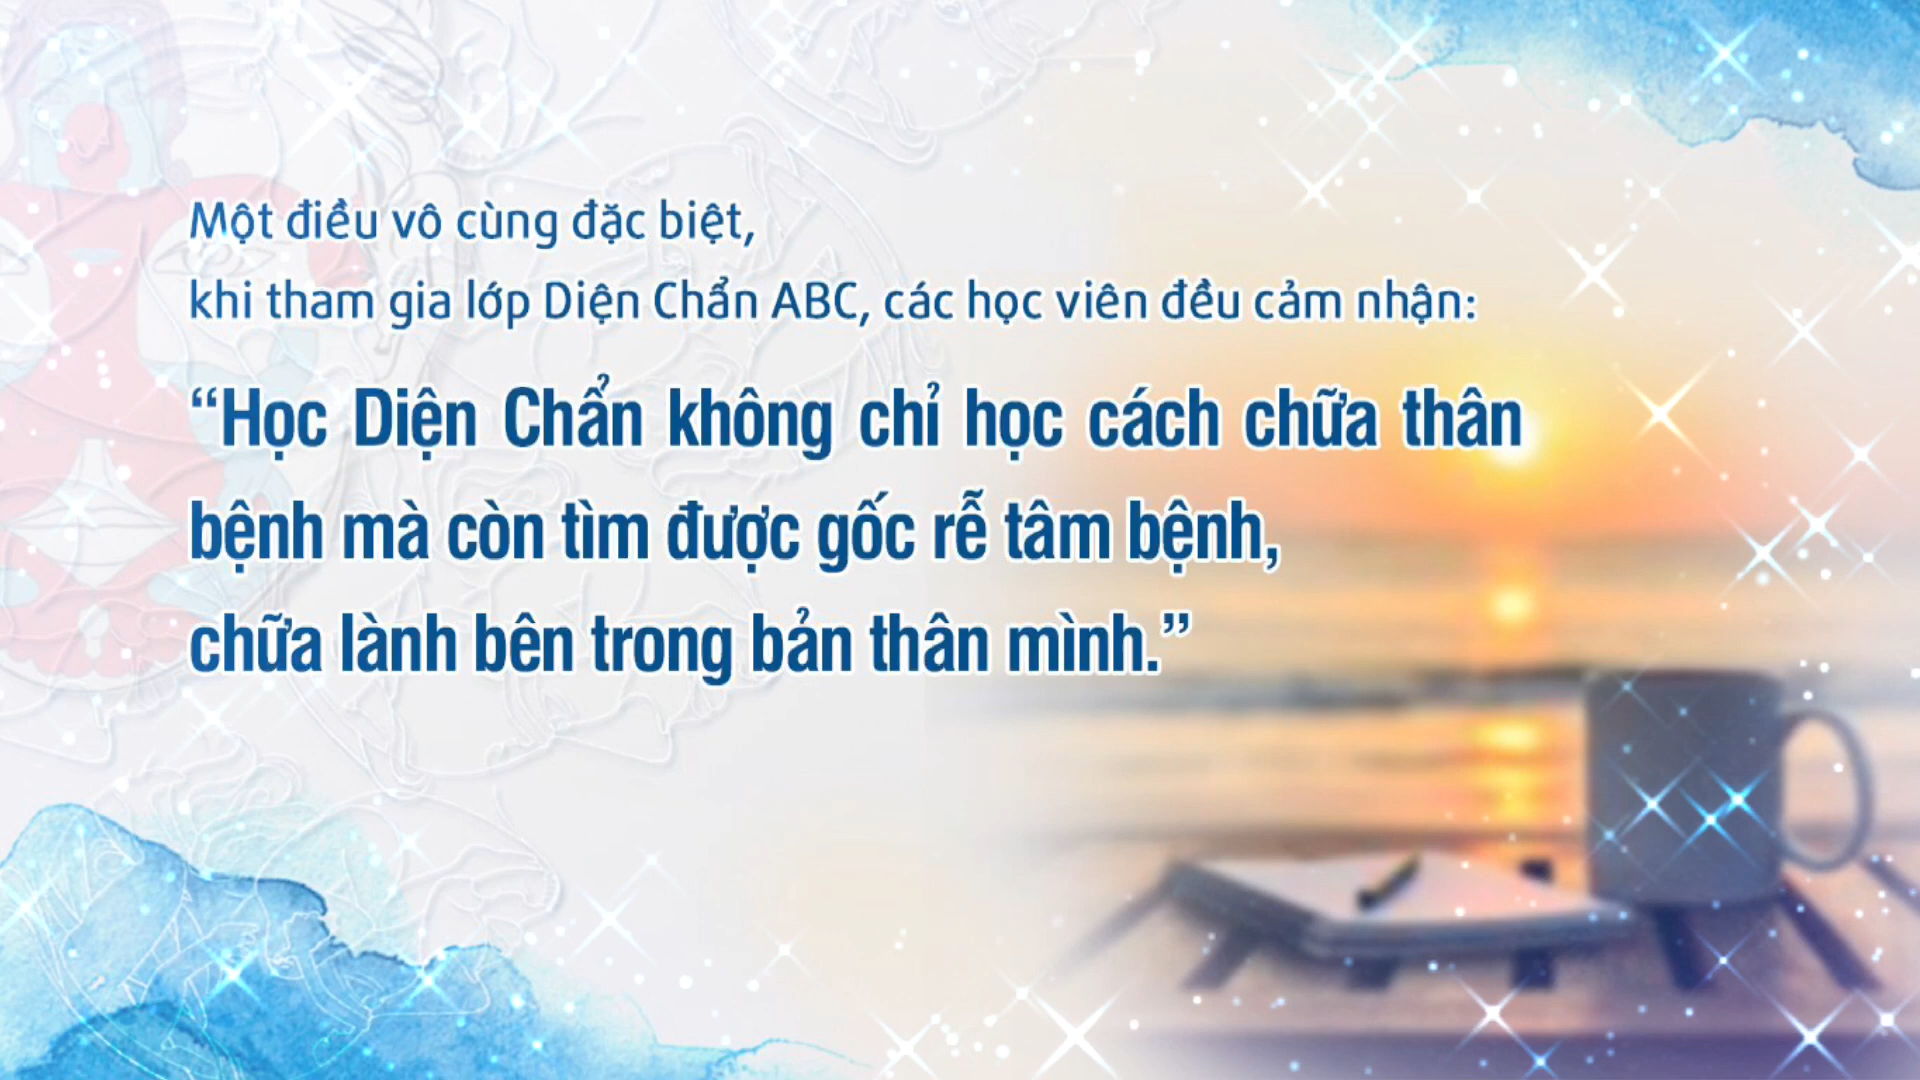 Một điều vô cùng đặc biệt,
khi tham gia lớp Diện Chẩn ABC, các học viên đều cảm nhận:
“Học Diện Chẩn không chỉ học cách chữa thân
bệnh mà còn tìm được gốc rễ tâm bệnh,
chữa lành bên trong bản thân mình.”